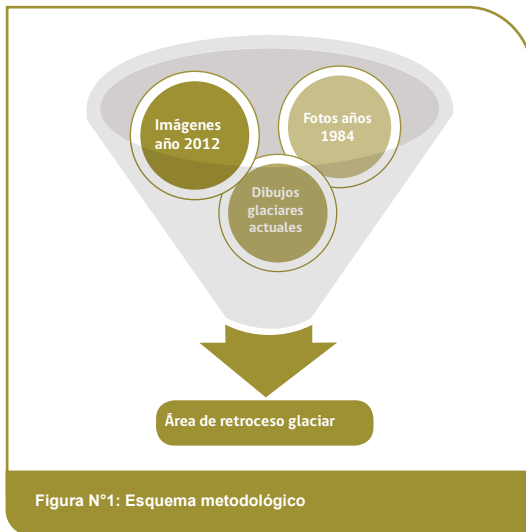 Imágenes
año 2012
Fotos años
1984
Dibujos
glaciares
actuales
Área de retroceso glaciar
Figura N°1: Esquema metodológico